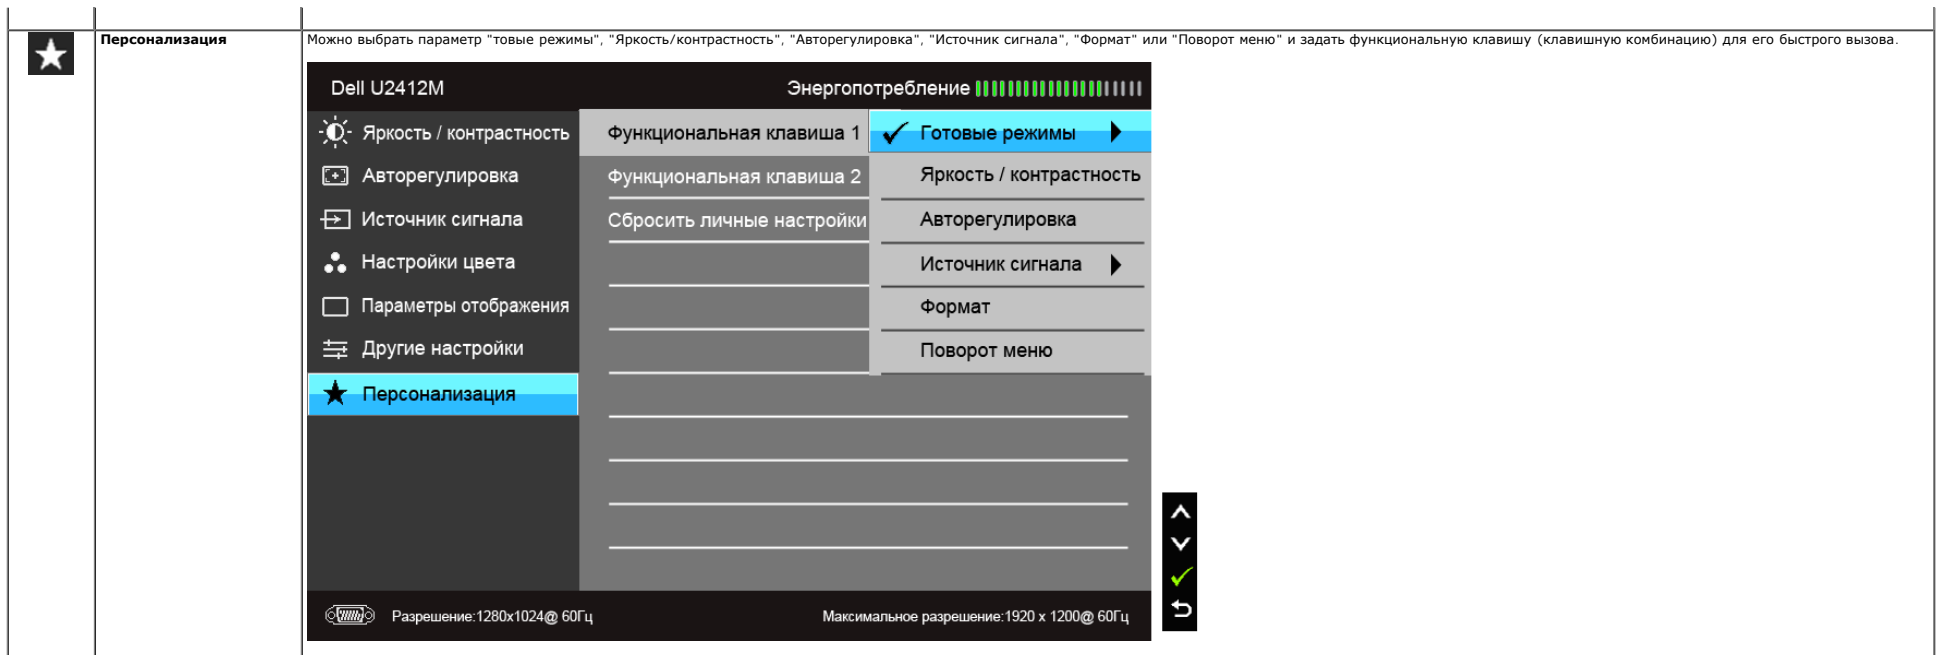 Персонализация
Можно выбрать параметр "товые режимы", "Яркость/контрастность", "Авторегулировка", "Источник сигнала", "Формат" или "Поворот меню" и задать функциональную клавишу (клавишную комбинацию) для его быстрого вызова.
Dell U2412M
Энергопотребление
Яркость / контрастность
Функциональная клавиша 1
Готовые режимы
Авторегулировка
Функциональная клавиша 2
Яркость / контрастность
Источник сигнала
Сбросить личные настройки
Авторегулировка
Настройки цвета
Источник сигнала
Параметры отображения
Формат
Другие настройки
Поворот меню
Персонализация
Разрешение:1280x1024@ 60Гц
Максимальное разрешение:1920 x 1200@ 60Гц